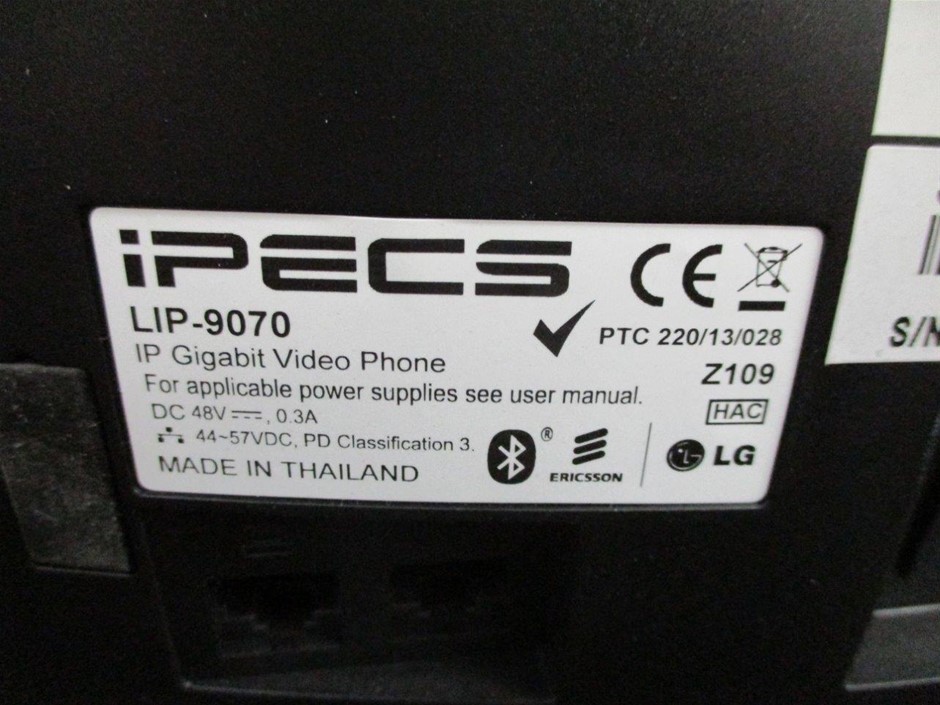 iPECS
CE
LIP-9070
PTC 220/13/028
IP Gigabit Video Phone
Z109
For applicable power supplies see user manual.
HAC
DC 48V ⎓, 0.3A
44~57VDC, PD Classification 3.
®
ERICSSON
LG
MADE IN THAILAND
S/N